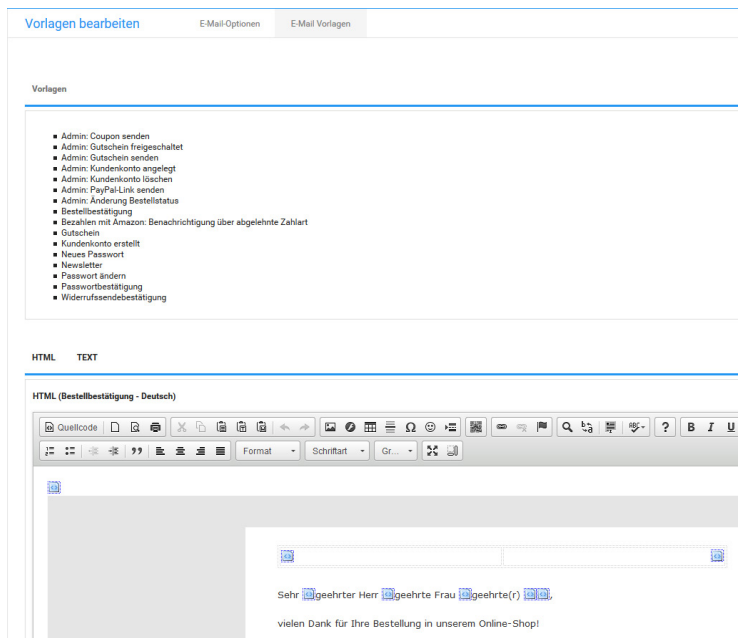 Vorlagen bearbeiten E-Mail-Optionen E-Mail Vorlagen
Vorlagen
Admin: Coupon senden
Admin: Gutschein freigeschaltet
Admin: Gutschein senden
Admin: Kundenkonto angelegt
Admin: Kundenkonto löschen
Admin: PayPal-Link senden
Admin: Änderung Bestellstatus
Bestellbestätigung
Bezahlen mit Amazon: Benachrichtigung über abgelehnte Zahlart
Gutschein
Kundenkonto erstellt
Neues Passwort
Newsletter
Passwort ändern
Passwortbestätigung
Widerrufssendebestätigung
HTML TEXT
HTML (Bestellbestätigung - Deutsch)
Quellcode ? B I U
Format Schriftart Gr...
Sehr geehrter Herr geehrte Frau geehrte(r) ,
vielen Dank für Ihre Bestellung in unserem Online-Shop!